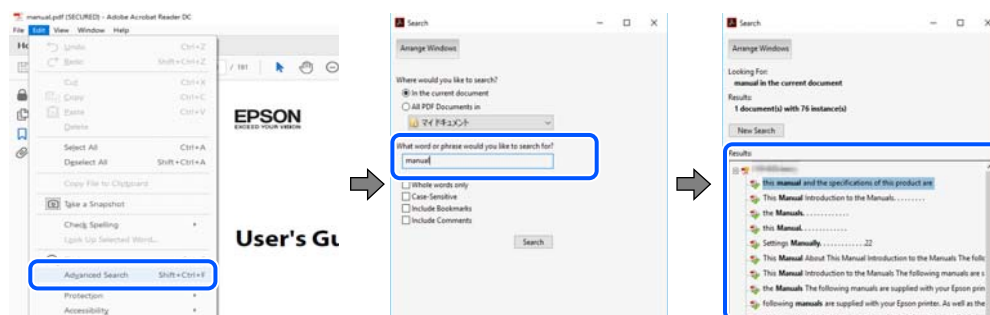 manual.pdf (SECURED) - Adobe Acrobat Reader DC
File Edit View Window Help
Undo Ctrl+Z
Redo Shift+Ctrl+Z
Cut Ctrl+X
Copy Ctrl+C
Paste Ctrl+V
Delete
Select All Ctrl+A
Deselect All Shift+Ctrl+A
Copy File to Clipboard
Take a Snapshot
Check Spelling
Look Up Selected Word...
Advanced Search Shift+Ctrl+F
Protection
Accessibility
/ 181
EPSON
EXCEED YOUR VISION
User's Gu
Search
Arrange Windows
Where would you like to search?
In the current document
All PDF Documents in
マイ ドキュメント
What word or phrase would you like to search for?
manual
Whole words only
Case-Sensitive
Include Bookmarks
Include Comments
Search
Search
Arrange Windows
Looking For:
manual in the current document
Results:
1 document(s) with 76 instance(s)
New Search
Results:
this manual and the specifications of this product are
This Manual Introduction to the Manuals. . . . . . . . .
the Manuals. . . . . . . . . . . .
this Manual. . . . . . . . . . . .
Settings Manually. . . . . . . . . . . .22
This Manual About This Manual Introduction to the Manuals The follo
This Manual Introduction to the Manuals The following manuals are s
the Manuals The following manuals are supplied with your Epson prin
following manuals are supplied with your Epson printer. As well as the